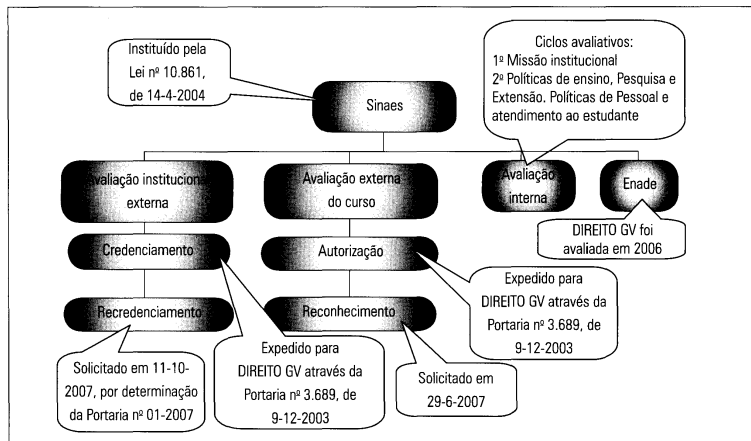 Instituído pela
Lei nº 10.861,
de 14-4-2004
Sinaes
Ciclos avaliativos:
1º Missão institucional
2º Políticas de ensino, Pesquisa e
Extensão. Políticas de Pessoal e
atendimento ao estudante
Avaliação institucional
externa
Avaliação externa
do curso
Avaliação
interna
Enade
DIREITO GV foi
avaliada em 2006
Credenciamento
Autorização
Expedido para
DIREITO GV através da
Portaria nº 3.689, de
9-12-2003
Recredenciamento
Reconhecimento
Solicitado em 11-10-
2007, por determinação
da Portaria nº 01-2007
Expedido para
DIREITO GV através da
Portaria nº 3.689, de
9-12-2003
Solicitado em
29-6-2007